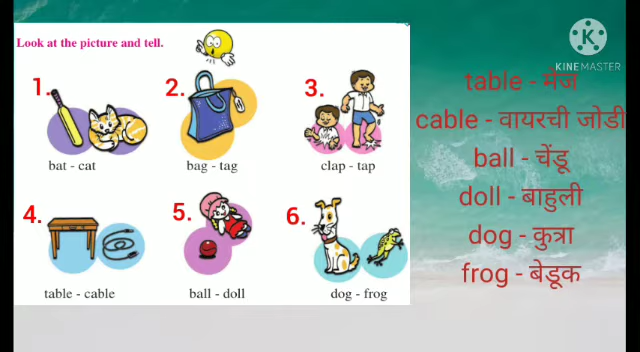 Look at the picture and tell.
K
KINEMASTER
1.
2.
3.
bat - cat
bag - tag
clap - tap
4.
5.
6.
table - cable
ball - doll
dog - frog
table - मेज
cable - वायरची जोडी
ball - चेंडू
doll - बाहुली
dog - कुत्रा
frog - बेडूक